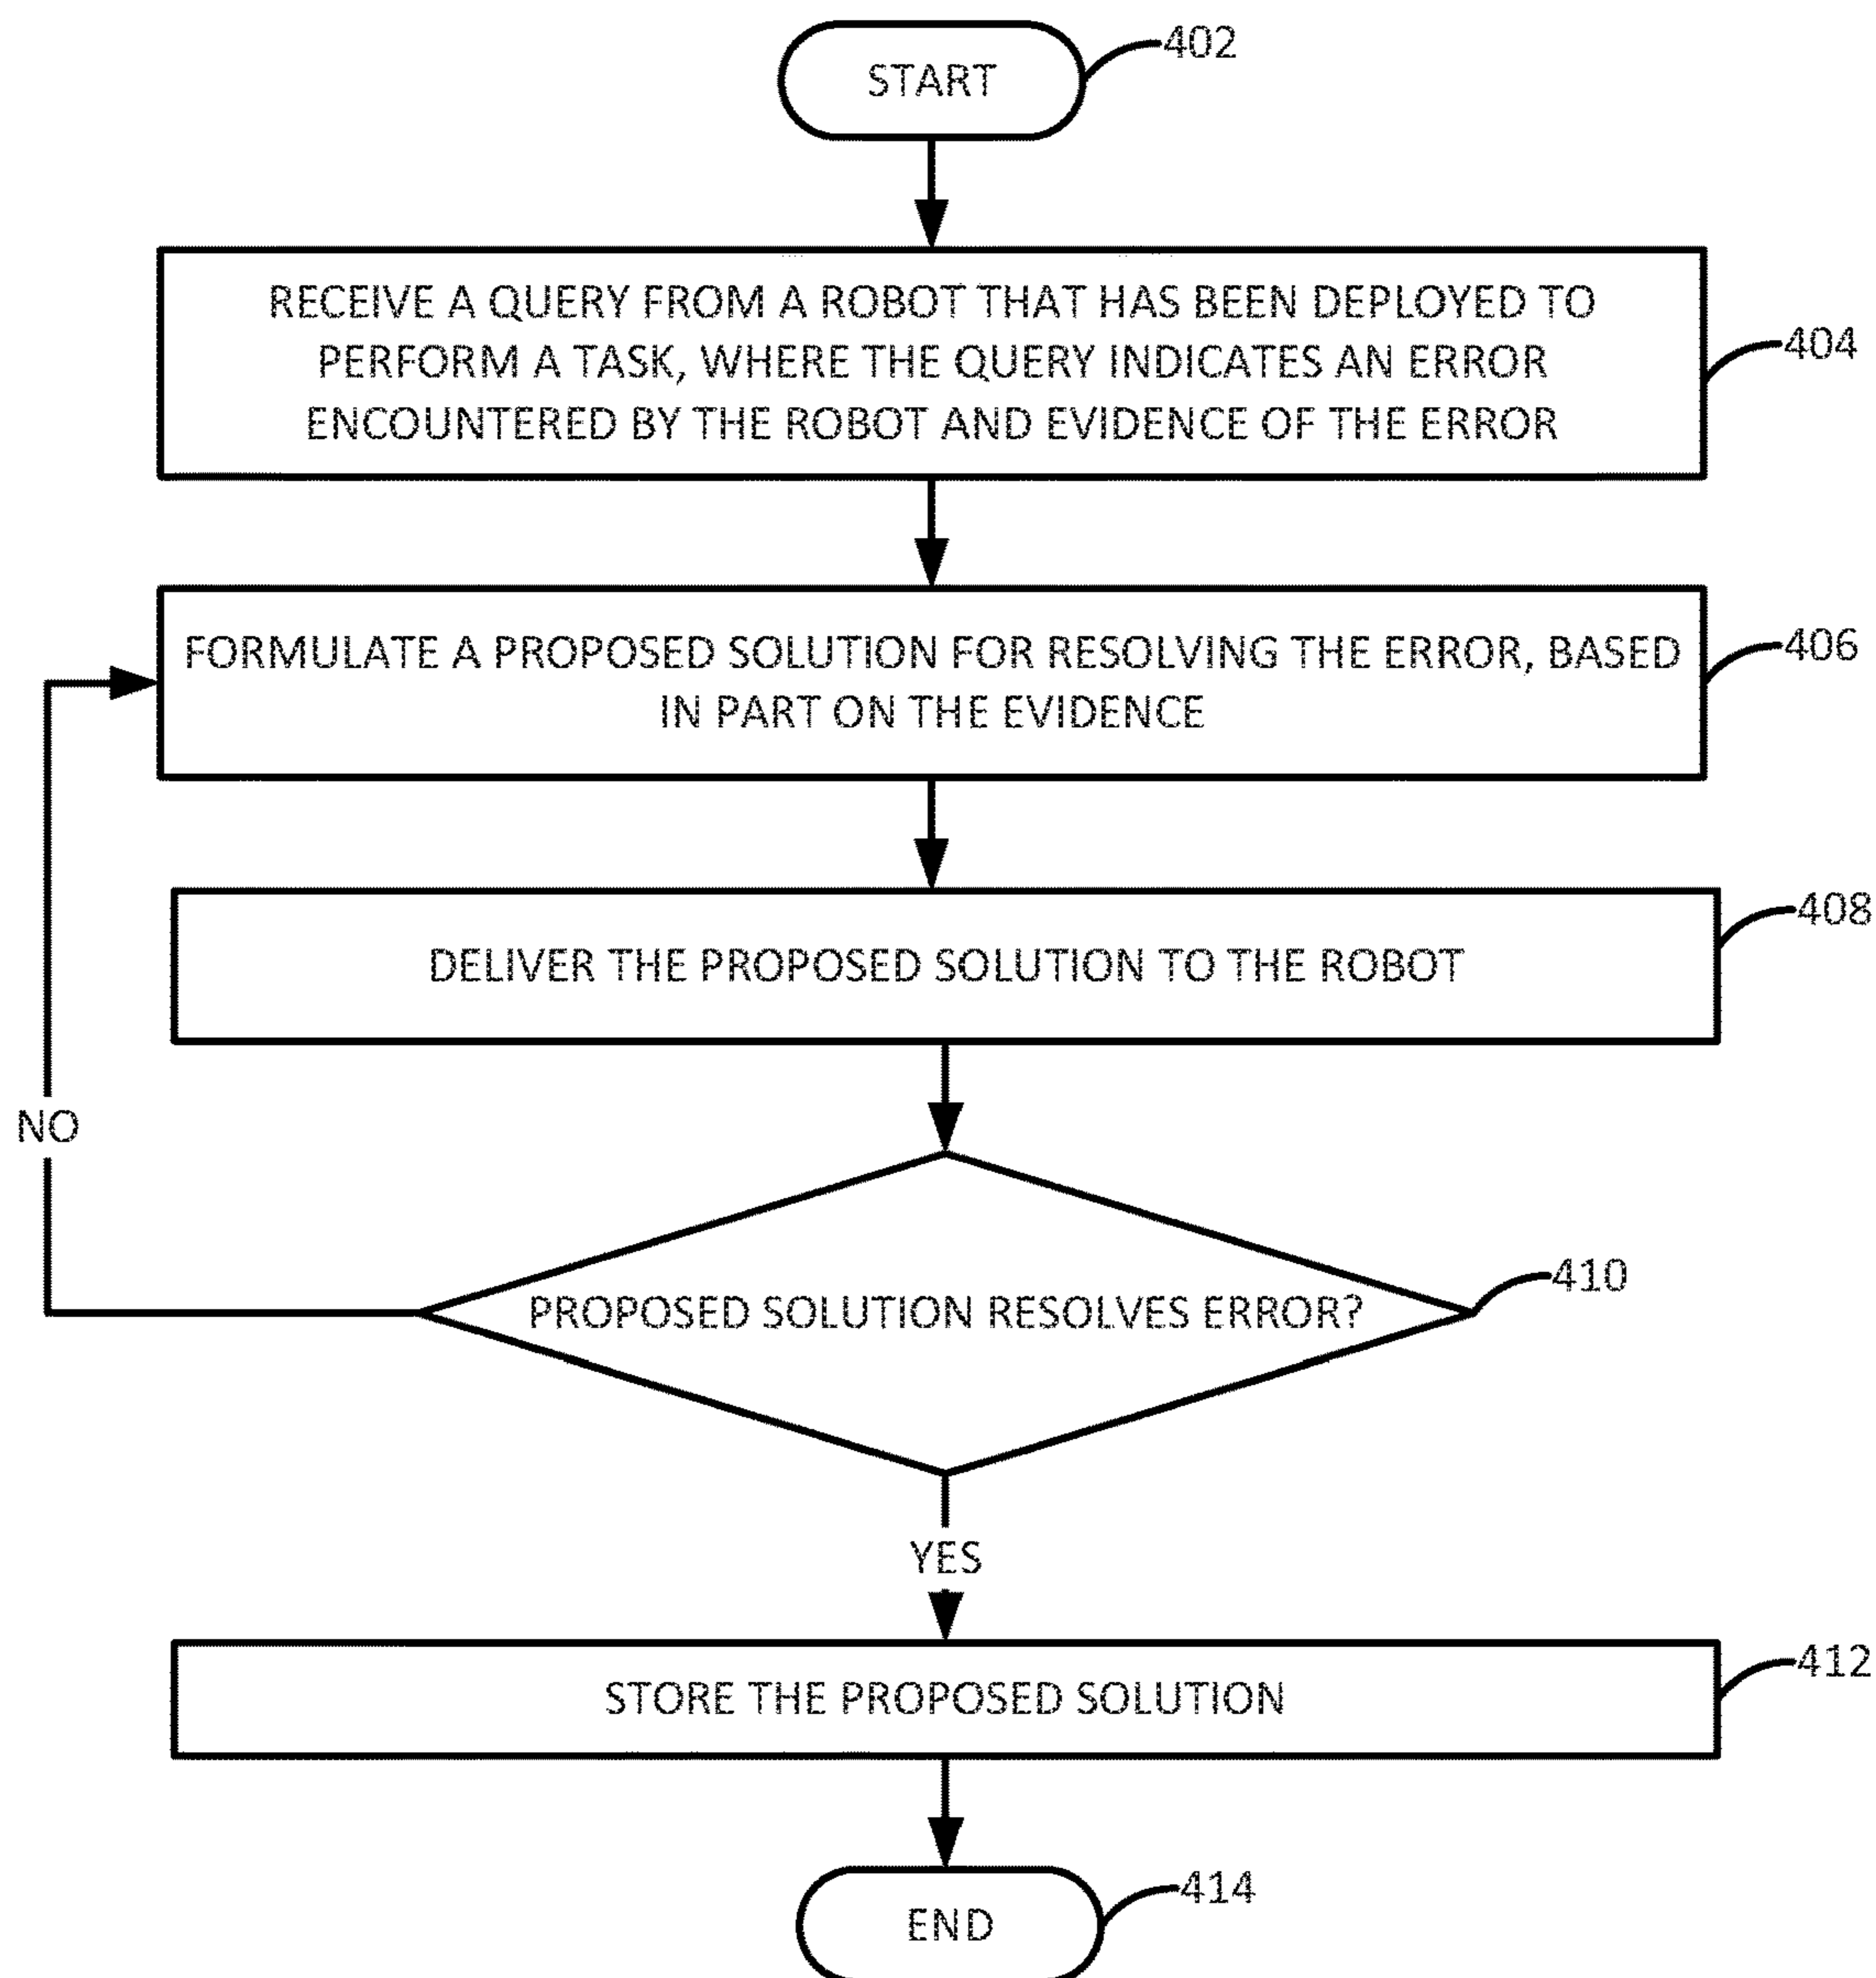 START
402
RECEIVE A QUERY FROM A ROBOT THAT HAS BEEN DEPLOYED TO
PERFORM A TASK, WHERE THE QUERY INDICATES AN ERROR
ENCOUNTERED BY THE ROBOT AND EVIDENCE OF THE ERROR
404
FORMULATE A PROPOSED SOLUTION FOR RESOLVING THE ERROR, BASED
IN PART ON THE EVIDENCE
406
DELIVER THE PROPOSED SOLUTION TO THE ROBOT
408
NO
PROPOSED SOLUTION RESOLVES ERROR?
410
YES
STORE THE PROPOSED SOLUTION
412
END
414